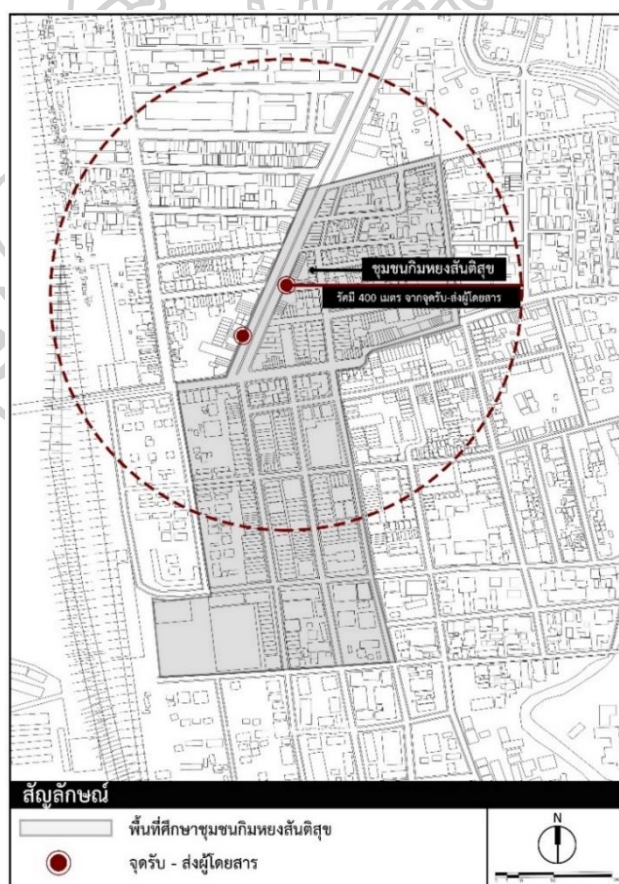 ชุมชนกิมหยงสันติสุข
รัศมี 400 เมตร จากจุดรับ-ส่งผู้โดยสาร
สัญลักษณ์
พื้นที่ศึกษาชุมชนกิมหยงสันติสุข
จุดรับ - ส่งผู้โดยสาร
N